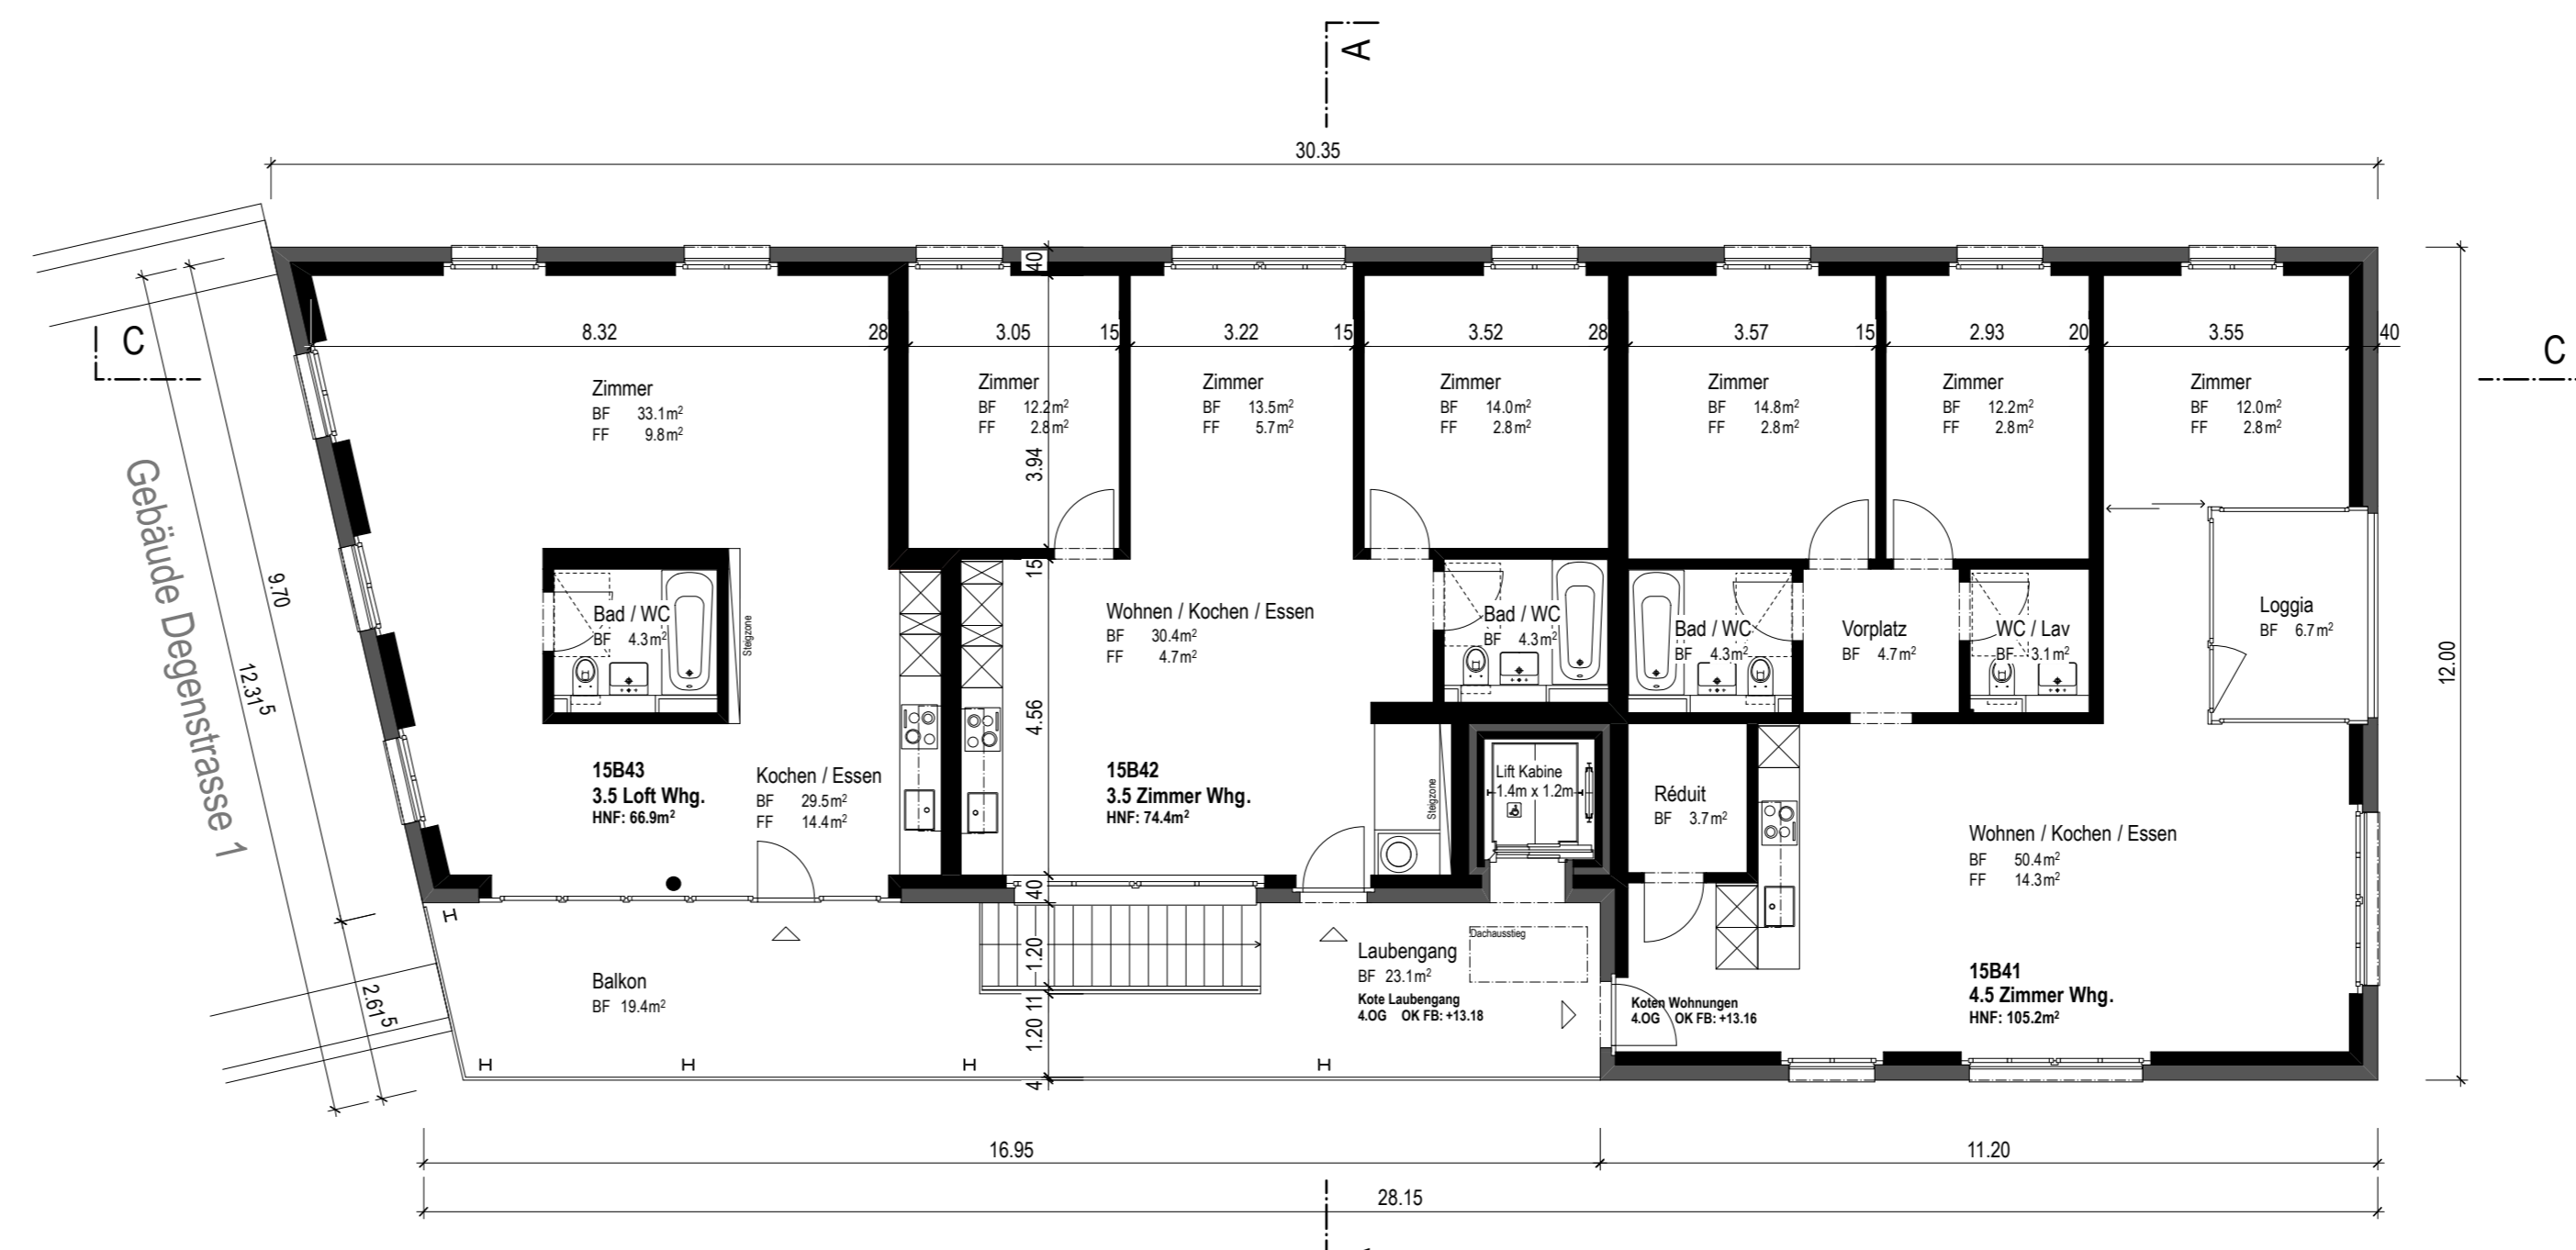 A
30.35
40
C
8.32
28
3.05
15
3.22
15
3.52
28
3.57
15
2.93
20
3.55
40
C
Zimmer
BF 33.1m²
FF 9.8m²
Zimmer
BF 12.2m²
FF 2.8m²
Zimmer
BF 13.5m²
FF 5.7m²
Zimmer
BF 14.0m²
FF 2.8m²
Zimmer
BF 14.8m²
FF 2.8m²
Zimmer
BF 12.2m²
FF 2.8m²
Zimmer
BF 12.0m²
FF 2.8m²
3.94
Gebäude Degenstrasse 1
9.70
12.31⁵
2.61⁵
15
Bad / WC
BF 4.3m²
Steigzone
Wohnen / Kochen / Essen
BF 30.4m²
FF 4.7m²
Bad / WC
BF 4.3m²
Bad / WC
BF 4.3m²
Vorplatz
BF 4.7m²
WC / Lav
BF 3.1m²
Loggia
BF 6.7m²
12.00
4.56
15B43
3.5 Loft Whg.
HNF: 66.9m²
Kochen / Essen
BF 29.5m²
FF 14.4m²
15B42
3.5 Zimmer Whg.
HNF: 74.4m²
Steigzone
Lift Kabine
1.4m x 1.2m
Réduit
BF 3.7m²
Wohnen / Kochen / Essen
BF 50.4m²
FF 14.3m²
40
1.20
11
1.20
4
Balkon
BF 19.4m²
Laubengang
BF 23.1m²
Kote Laubengang
4.OG OK FB: +13.18
Dachausstieg
Koten Wohnungen
4.OG OK FB: +13.16
15B41
4.5 Zimmer Whg.
HNF: 105.2m²
16.95
11.20
28.15